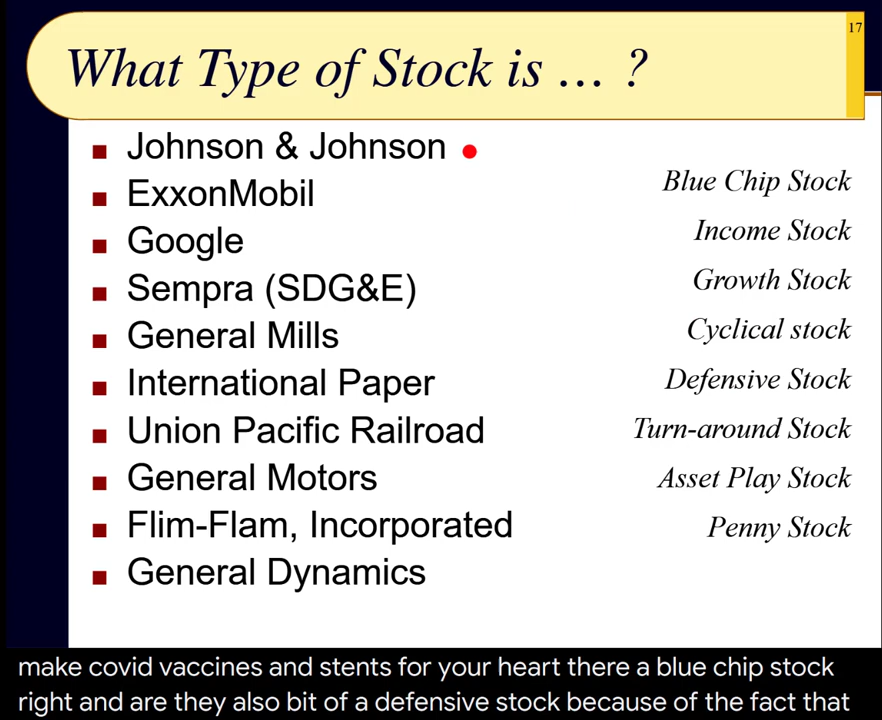 17
What Type of Stock is … ?
Johnson & Johnson
ExxonMobil
Google
Sempra (SDG&E)
General Mills
International Paper
Union Pacific Railroad
General Motors
Flim-Flam, Incorporated
General Dynamics
Blue Chip Stock
Income Stock
Growth Stock
Cyclical stock
Defensive Stock
Turn-around Stock
Asset Play Stock
Penny Stock
make covid vaccines and stents for your heart there a blue chip stock
right and are they also bit of a defensive stock because of the fact that